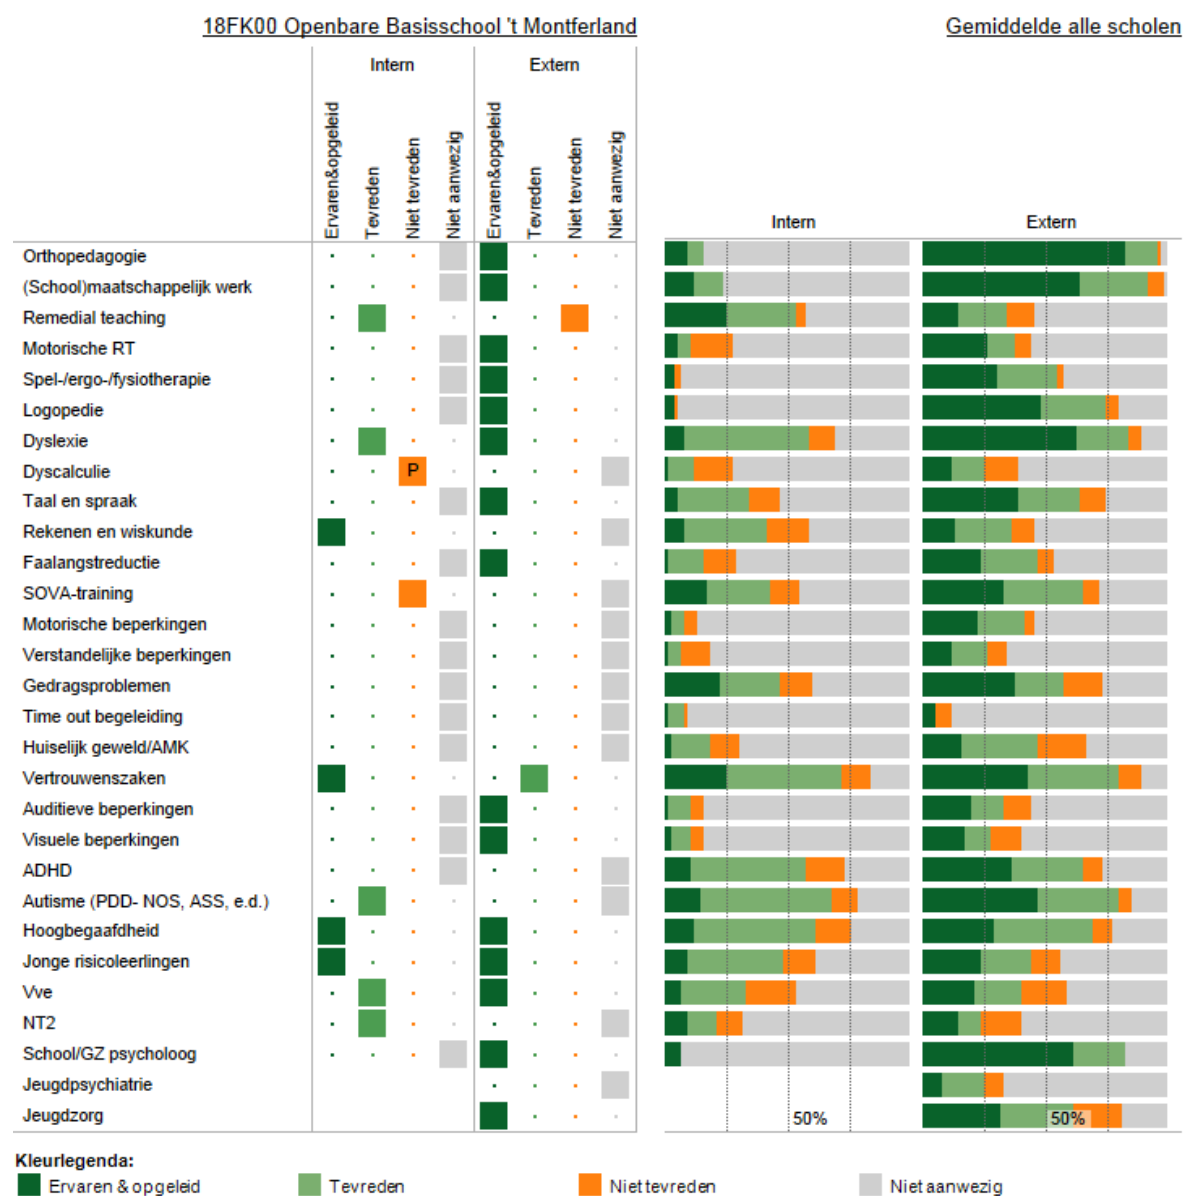 18FK00 Openbare Basisschool 't Montferland
Gemiddelde alle scholen
Intern
Extern
Ervaren&opgeleid
Tevreden
Niet tevreden
Niet aanwezig
Ervaren&opgeleid
Tevreden
Niet tevreden
Niet aanwezig
Intern
Extern
Orthopedagogie
(School)maatschappelijk werk
Remedial teaching
Motorische RT
Spel-/ergo-/fysiotherapie
Logopedie
Dyslexie
Dyscalculie
P
Taal en spraak
Rekenen en wiskunde
Faalangstreductie
SOVA-training
Motorische beperkingen
Verstandelijke beperkingen
Gedragsproblemen
Time out begeleiding
Huiselijk geweld/AMK
Vertrouwenszaken
Auditieve beperkingen
Visuele beperkingen
ADHD
Autisme (PDD- NOS, ASS, e.d.)
Hoogbegaafdheid
Jonge risicoleerlingen
Vve
NT2
School/GZ psycholoog
Jeugdpsychiatrie
Jeugdzorg
50%
50%
Kleurlegenda:
Ervaren & opgeleid
Tevreden
Niet tevreden
Niet aanwezig